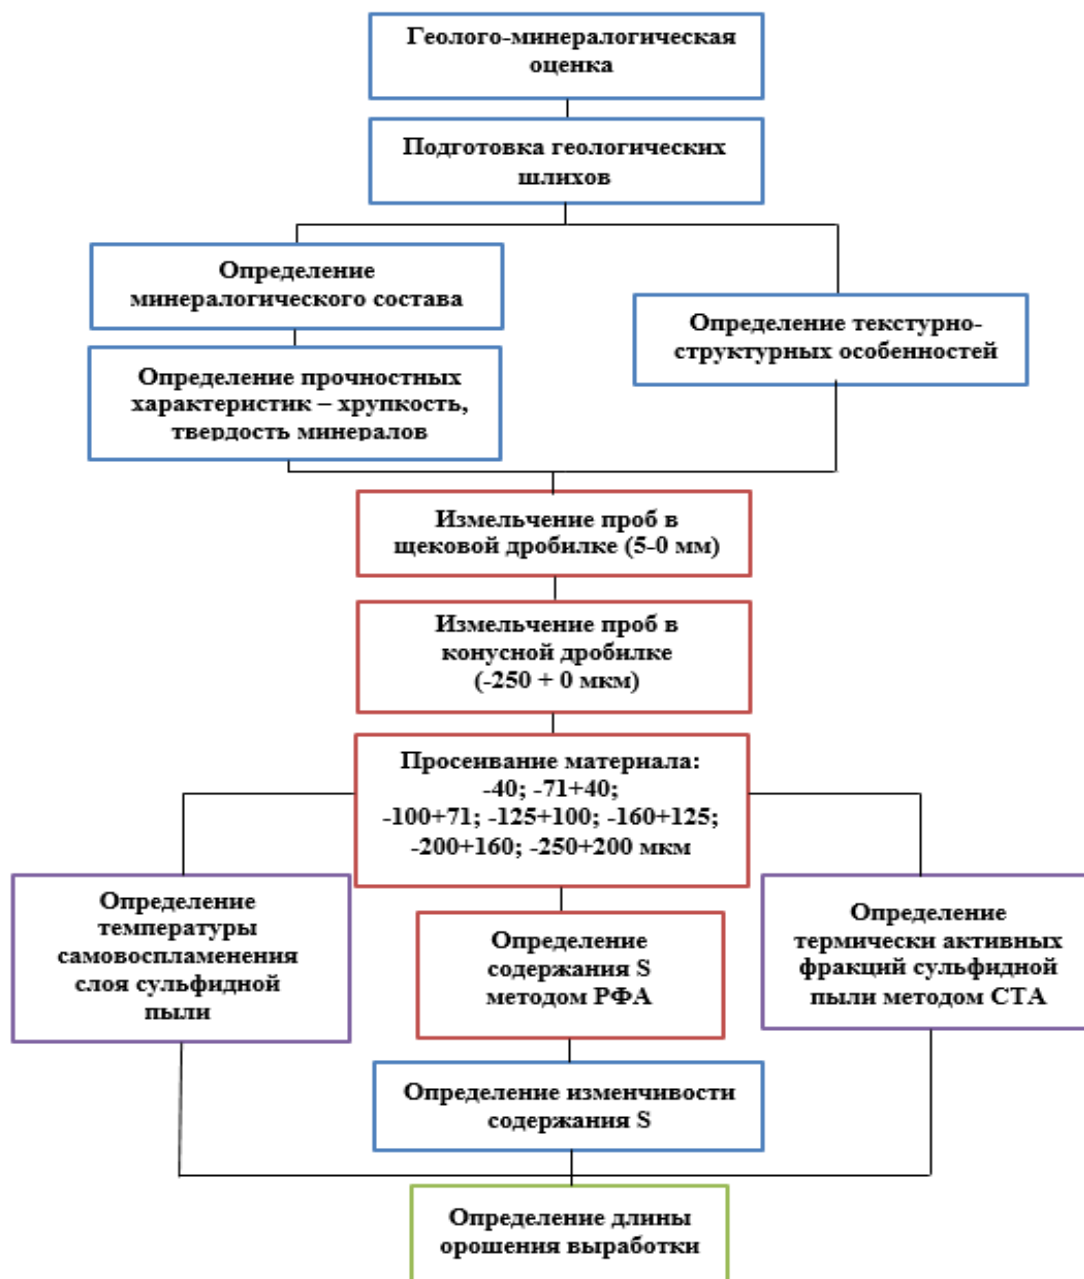 Геолого-минералогическая
оценка
Подготовка геологических
шлихов
Определение
минералогического состава
Определение текстурно-
структурных особенностей
Определение прочностных
характеристик – хрупкость,
твердость минералов
Измельчение проб в
щековой дробилке (5-0 мм)
Измельчение проб в
конусной дробилке
(-250 + 0 мкм)
Просеивание материала:
-40; -71+40;
-100+71; -125+100; -160+125;
-200+160; -250+200 мкм
Определение
температуры
самовоспламенения
слоя сульфидной
пыли
Определение
содержания S
методом РФА
Определение
термически активных
фракций сульфидной
пыли методом СТА
Определение изменчивости
содержания S
Определение длины
орошения выработки